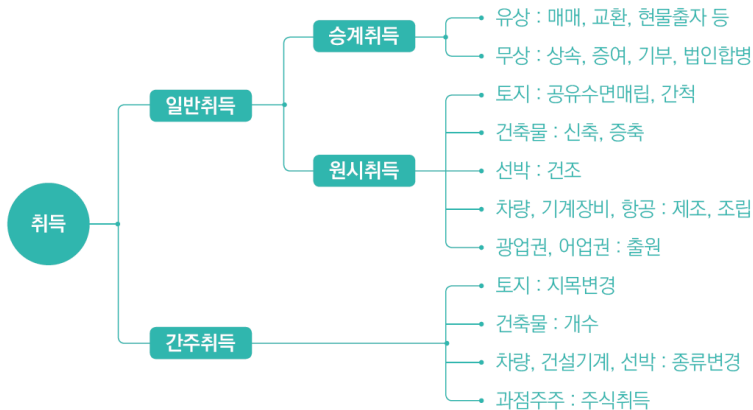 취득
일반취득
승계취득
유상 : 매매, 교환, 현물출자 등
무상 : 상속, 증여, 기부, 법인합병
원시취득
토지 : 공유수면매립, 간척
건축물 : 신축, 증축
선박 : 건조
차량, 기계장비, 항공 : 제조, 조립
광업권, 어업권 : 출원
간주취득
토지 : 지목변경
건축물 : 개수
차량, 건설기계, 선박 : 종류변경
과점주주 : 주식취득